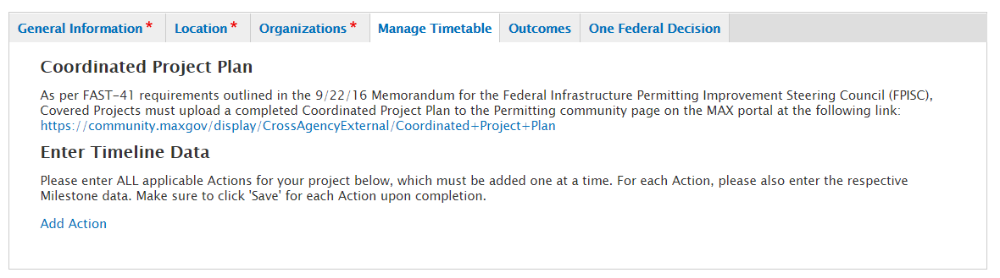 General Information * Location * Organizations * Manage Timetable Outcomes One Federal Decision
Coordinated Project Plan
As per FAST-41 requirements outlined in the 9/22/16 Memorandum for the Federal Infrastructure Permitting Improvement Steering Council (FPISC),
Covered Projects must upload a completed Coordinated Project Plan to the Permitting community page on the MAX portal at the following link:
https://community.maxgov/display/CrossAgencyExternal/Coordinated+Project+Plan
Enter Timeline Data
Please enter ALL applicable Actions for your project below, which must be added one at a time. For each Action, please also enter the respective
Milestone data. Make sure to click 'Save' for each Action upon completion.
Add Action